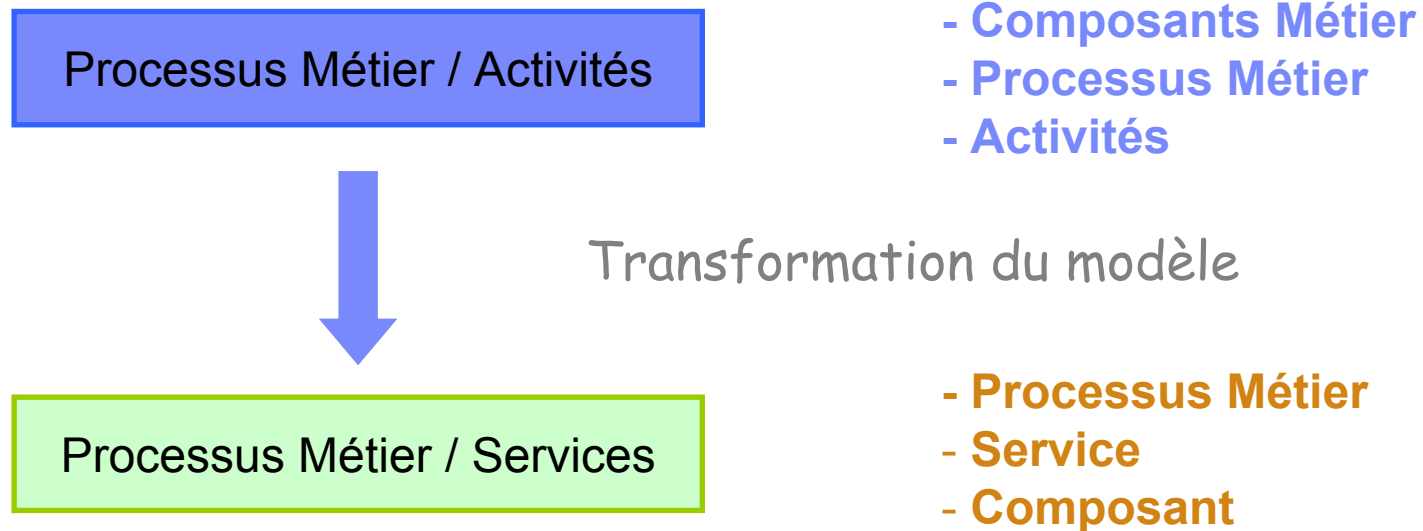 Processus Métier / Activités
- Composants Métier
- Processus Métier
- Activités
Transformation du modèle
Processus Métier / Services
- Processus Métier
- Service
- Composant